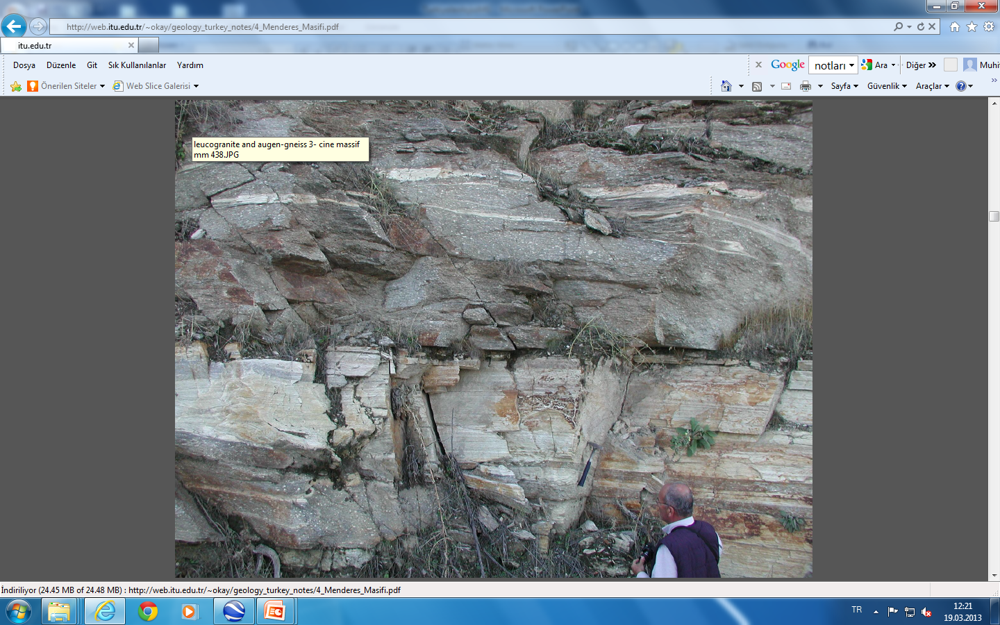 http://web.itu.edu.tr/~okay/geology_turkey_notes/4_Menderes_Masifi.pdf
itu.edu.tr
Dosya Düzenle Git Sık Kullanılanlar Yardım
Google notları Ara Diğer Muhi
Önerilen Siteler Web Slice Galerisi
Sayfa Güvenlik Araçlar
leucogranite and augen-gneiss 3- cine massif
mm 438.JPG
İndiriliyor (24.45 MB of 24.48 MB) : http://web.itu.edu.tr/~okay/geology_turkey_notes/4_Menderes_Masifi.pdf
TR
12:21
19.03.2013